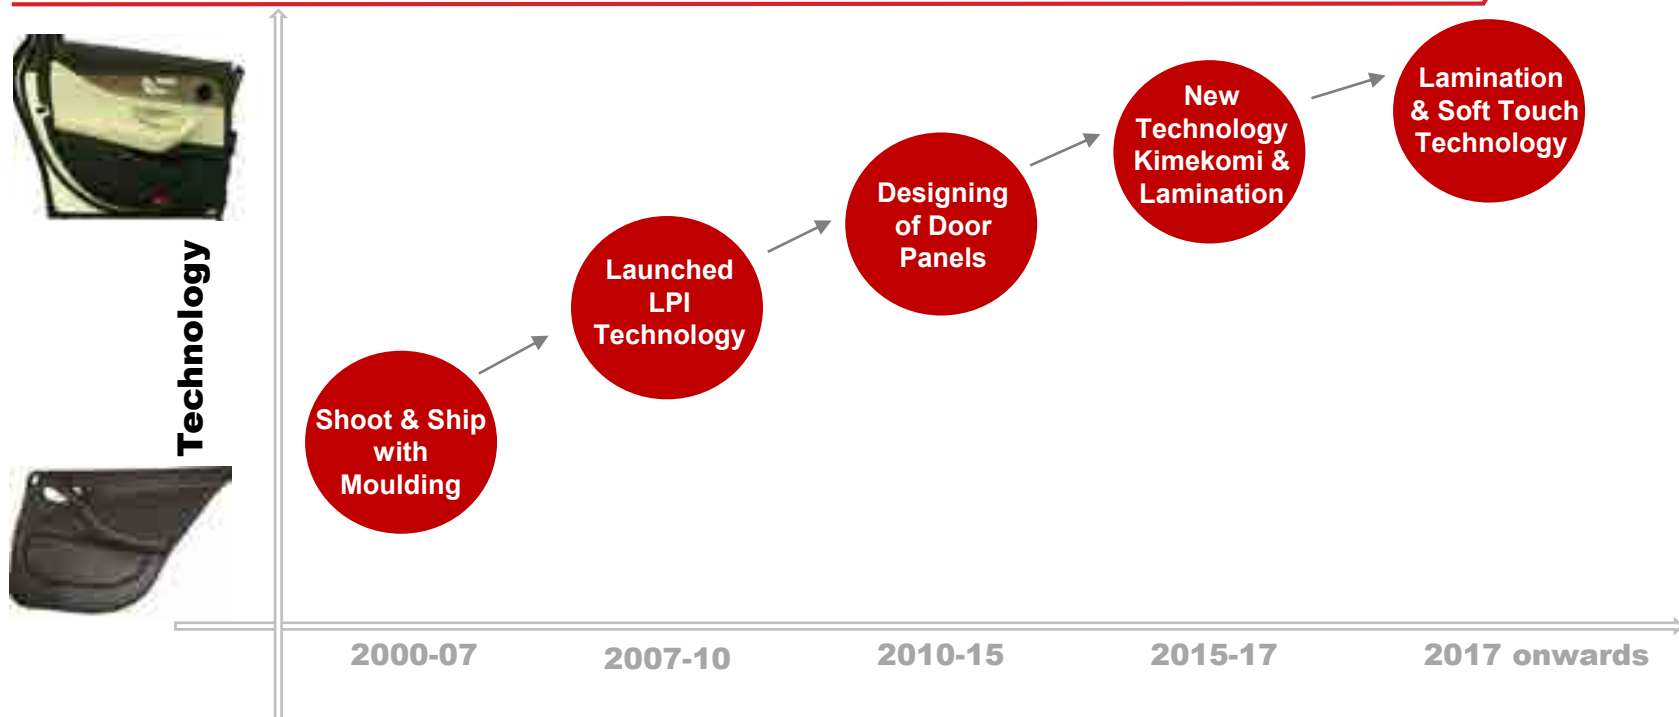 Technology
Shoot & Ship
with
Moulding
Launched
LPI
Technology
Designing
of Door
Panels
New
Technology
Kimekomi &
Lamination
Lamination
& Soft Touch
Technology
2000-07
2007-10
2010-15
2015-17
2017 onwards